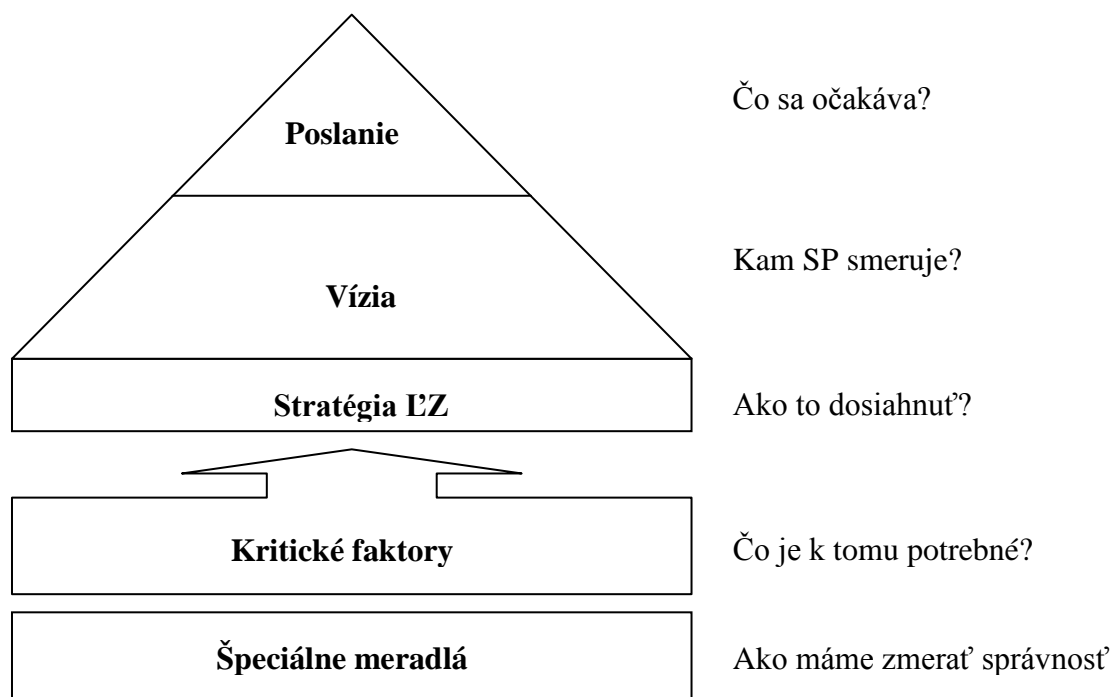 Čo sa očakáva?
Poslanie
Kam SP smeruje?
Vízia
Stratégia ĽZ
Ako to dosiahnuť?
Kritické faktory
Čo je k tomu potrebné?
Špeciálne meradlá
Ako máme zmerať správnosť